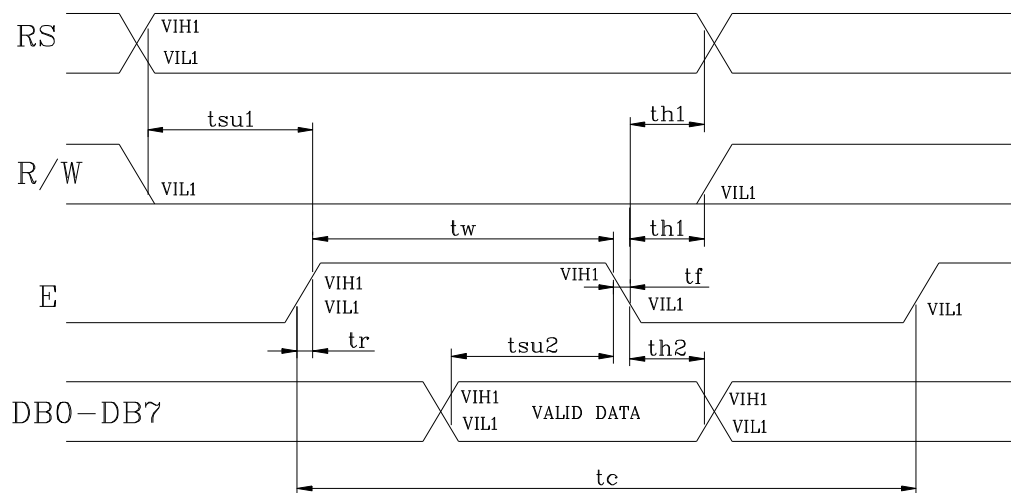 RS
VIH1
VIL1
tsu1
th1
R/W
VIL1
VIL1
tw
th1
E
VIH1
VIL1
VIH1
tf
VIL1
VIL1
tr
tsu2
th2
DB0-DB7
VIH1
VIL1
VALID DATA
VIH1
VIL1
tc